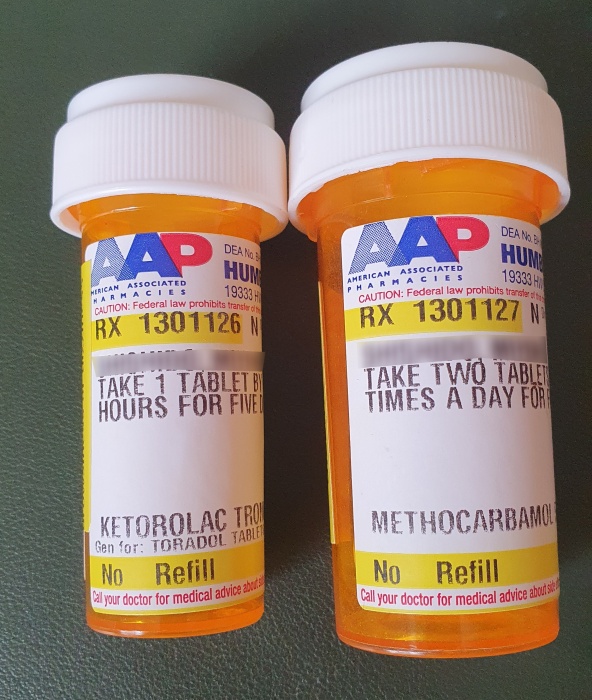 AAP
AMERICAN ASSOCIATED
PHARMACIES
DEA No.
HUM
19333
CAUTION: Federal law prohibits transfer of
RX 1301126 N
TAKE 1 TABLET BY
HOURS FOR FIVE D
KETOROLAC TRO
Gen for: TORADOL TABLET
No Refill
Call your doctor for medical advice about
AAP
AMERICAN ASSOCIATED
PHARMACIES
DEA No.
HUM
19333
CAUTION: Federal law prohibits transfer of
RX 1301127 N
TAKE TWO TABLET
TIMES A DAY FOR
METHOCARBAMOL
No Refill
Call your doctor for medical advice about